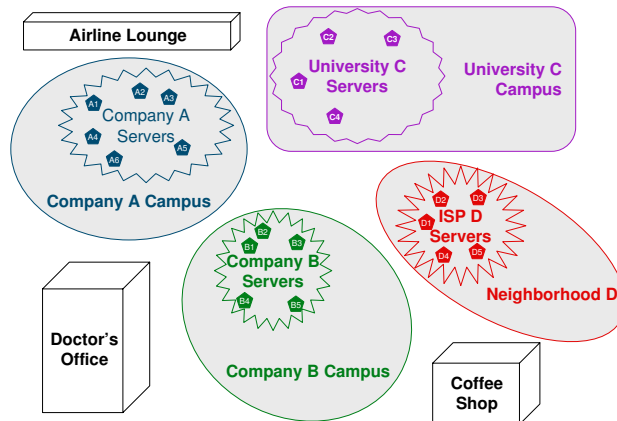 Airline Lounge
A1
A2
A3
A4
A5
A6
Company A
Servers
Company A Campus
C1
C2
C3
C4
University C
Servers
University C
Campus
D1
D2
D3
D4
D5
ISP D
Servers
Neighborhood D
B1
B2
B3
B4
B5
Company B
Servers
Company B Campus
Doctor's
Office
Coffee
Shop